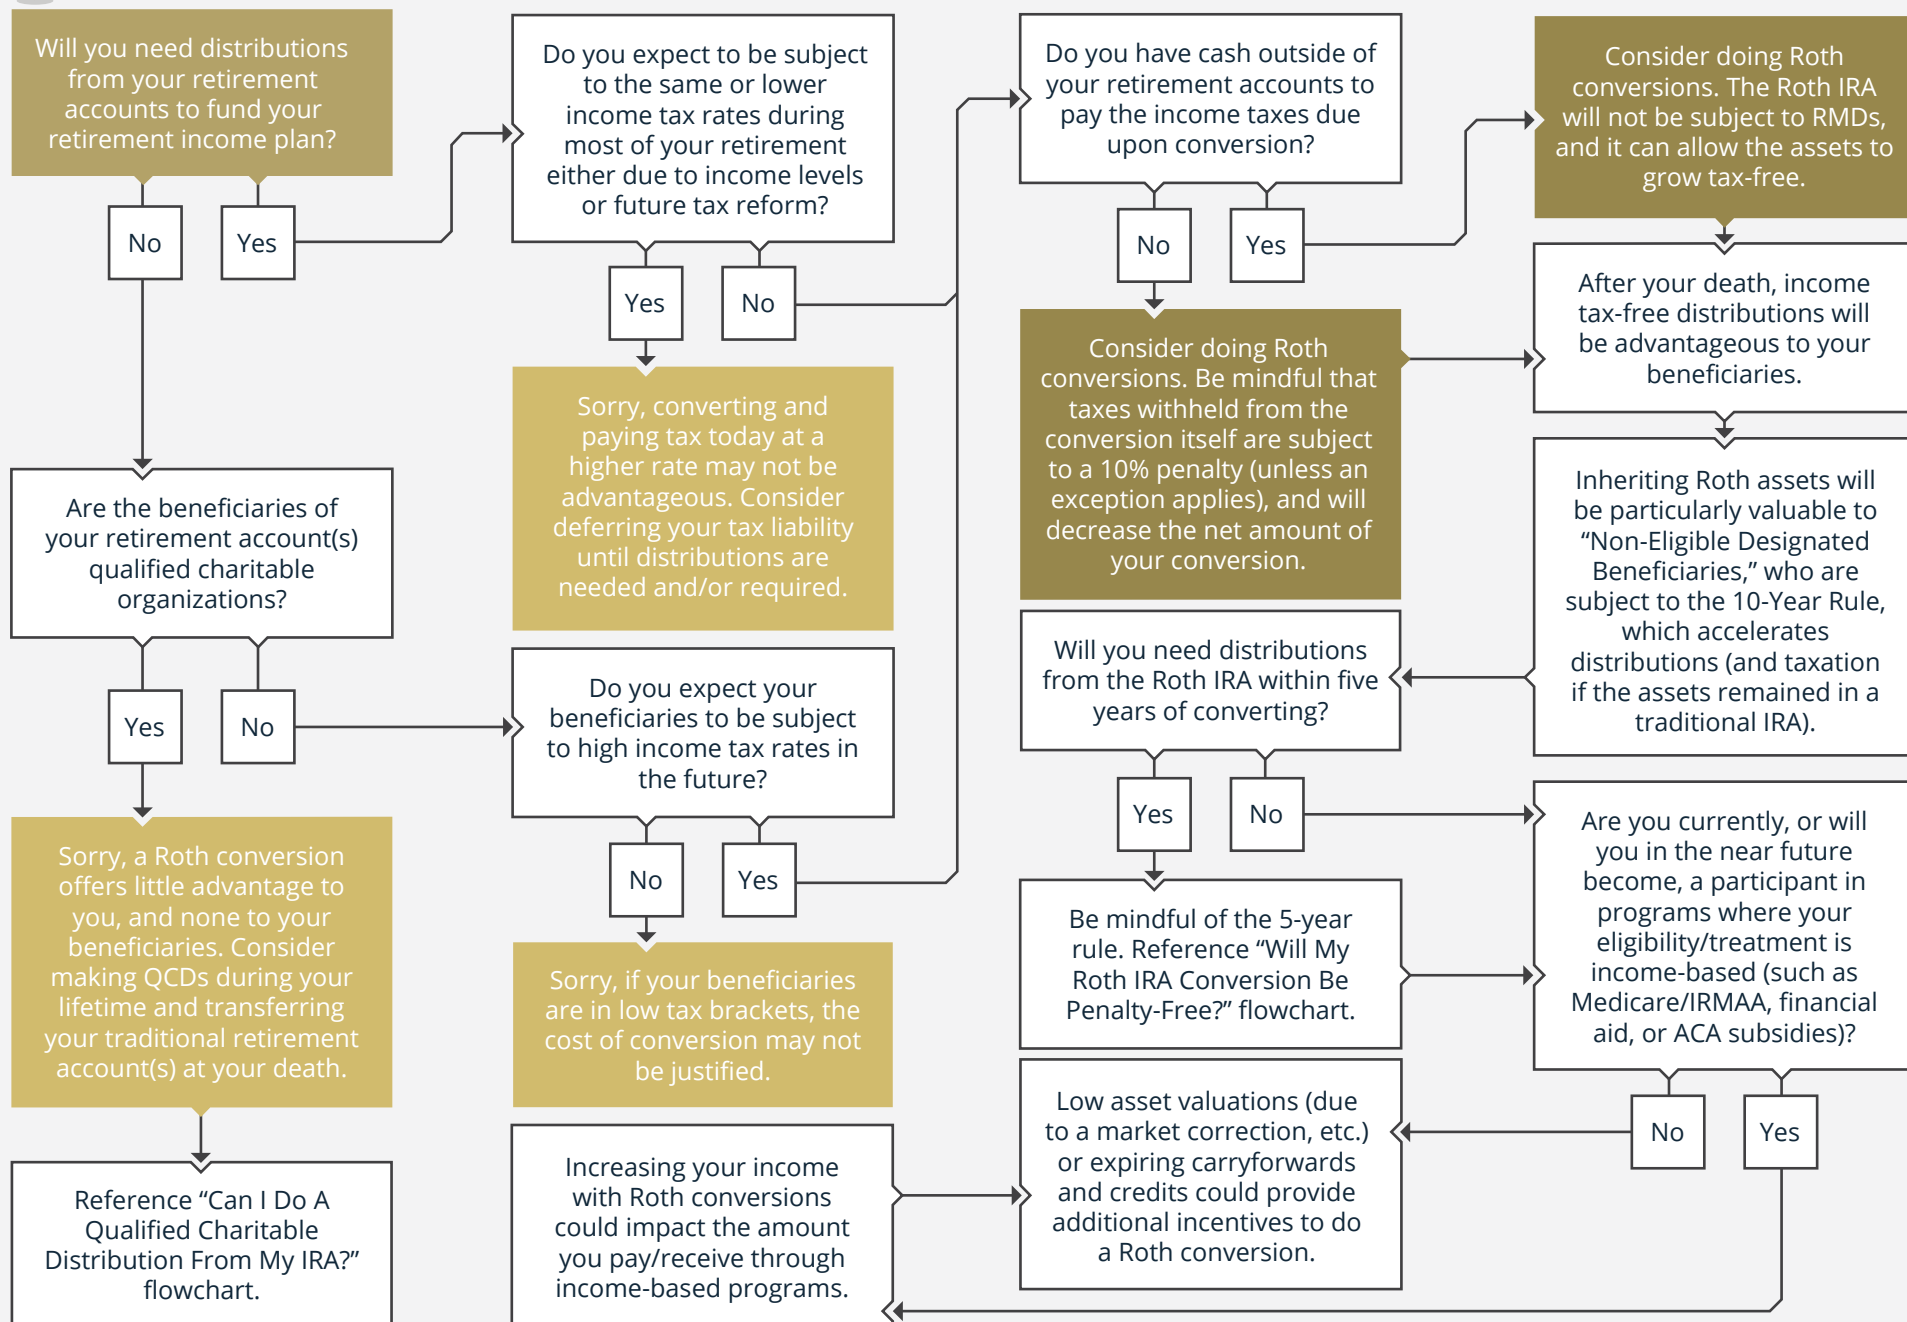 Will you need distributions
from your retirement
accounts to fund your
retirement income plan?
No
Yes
Are the beneficiaries of
your retirement account(s)
qualified charitable
organizations?
Yes
No
Sorry, a Roth conversion
offers little advantage to
you, and none to your
beneficiaries. Consider
making QCDs during your
lifetime and transferring
your traditional retirement
account(s) at your death.
Reference “Can I Do A
Qualified Charitable
Distribution From My IRA?”
flowchart.
Do you expect to be subject
to the same or lower
income tax rates during
most of your retirement
either due to income levels
or future tax reform?
Yes
No
Sorry, converting and
paying tax today at a
higher rate may not be
advantageous. Consider
deferring your tax liability
until distributions are
needed and/or required.
Do you expect your
beneficiaries to be subject
to high income tax rates in
the future?
No
Yes
Sorry, if your beneficiaries
are in low tax brackets, the
cost of conversion may not
be justified.
Increasing your income
with Roth conversions
could impact the amount
you pay/receive through
income-based programs.
Do you have cash outside of
your retirement accounts to
pay the income taxes due
upon conversion?
No
Yes
Consider doing Roth
conversions. Be mindful that
taxes withheld from the
conversion itself are subject
to a 10% penalty (unless an
exception applies), and will
decrease the net amount of
your conversion.
Will you need distributions
from the Roth IRA within five
years of converting?
Yes
No
Be mindful of the 5-year
rule. Reference “Will My
Roth IRA Conversion Be
Penalty-Free?” flowchart.
Low asset valuations (due
to a market correction, etc.)
or expiring carryforwards
and credits could provide
additional incentives to do
a Roth conversion.
Consider doing Roth
conversions. The Roth IRA
will not be subject to RMDs,
and it can allow the assets to
grow tax-free.
After your death, income
tax-free distributions will
be advantageous to your
beneficiaries.
Inheriting Roth assets will
be particularly valuable to
“Non-Eligible Designated
Beneficiaries,” who are
subject to the 10-Year Rule,
which accelerates
distributions (and taxation
if the assets remained in a
traditional IRA).
Are you currently, or will
you in the near future
become, a participant in
programs where your
eligibility/treatment is
income-based (such as
Medicare/IRMAA, financial
aid, or ACA subsidies)?
No
Yes